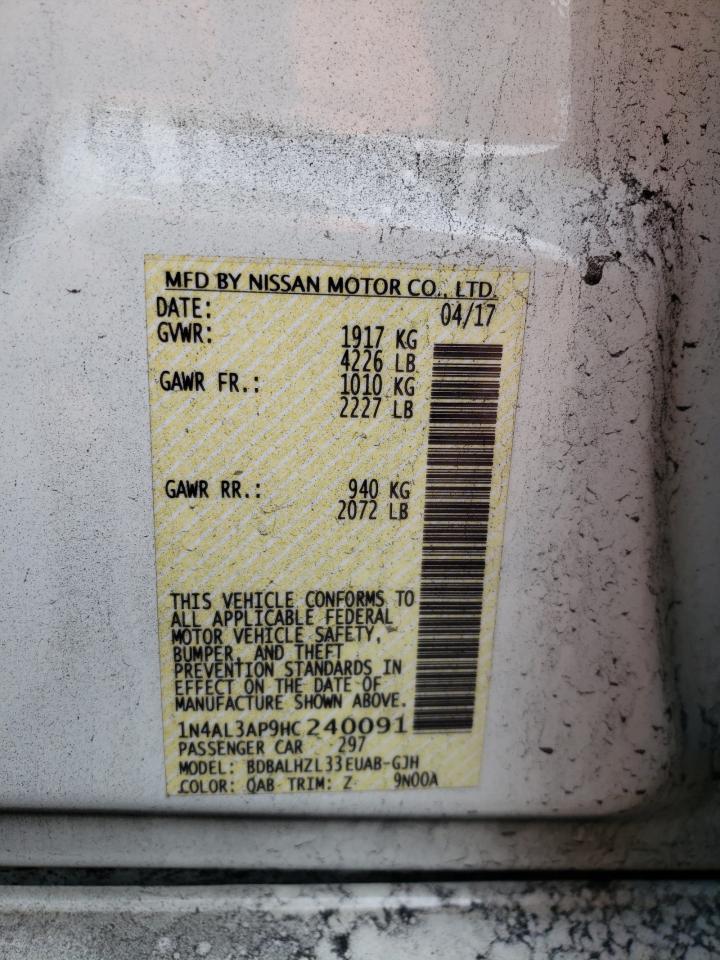 MFD BY NISSAN MOTOR CO., LTD.
DATE: 04/17
GVWR: 1917 KG
4226 LB
GAWR FR.: 1010 KG
2227 LB
GAWR RR.: 940 KG
2072 LB
THIS VEHICLE CONFORMS TO
ALL APPLICABLE FEDERAL
MOTOR VEHICLE SAFETY,
BUMPER, AND THEFT
PREVENTION STANDARDS IN
EFFECT ON THE DATE OF
MANUFACTURE SHOWN ABOVE.
1N4AL3AP9HC240091
PASSENGER CAR 297
MODEL: BDBALHZL33EUAB-GJH
COLOR: QAB TRIM: Z 9N00A